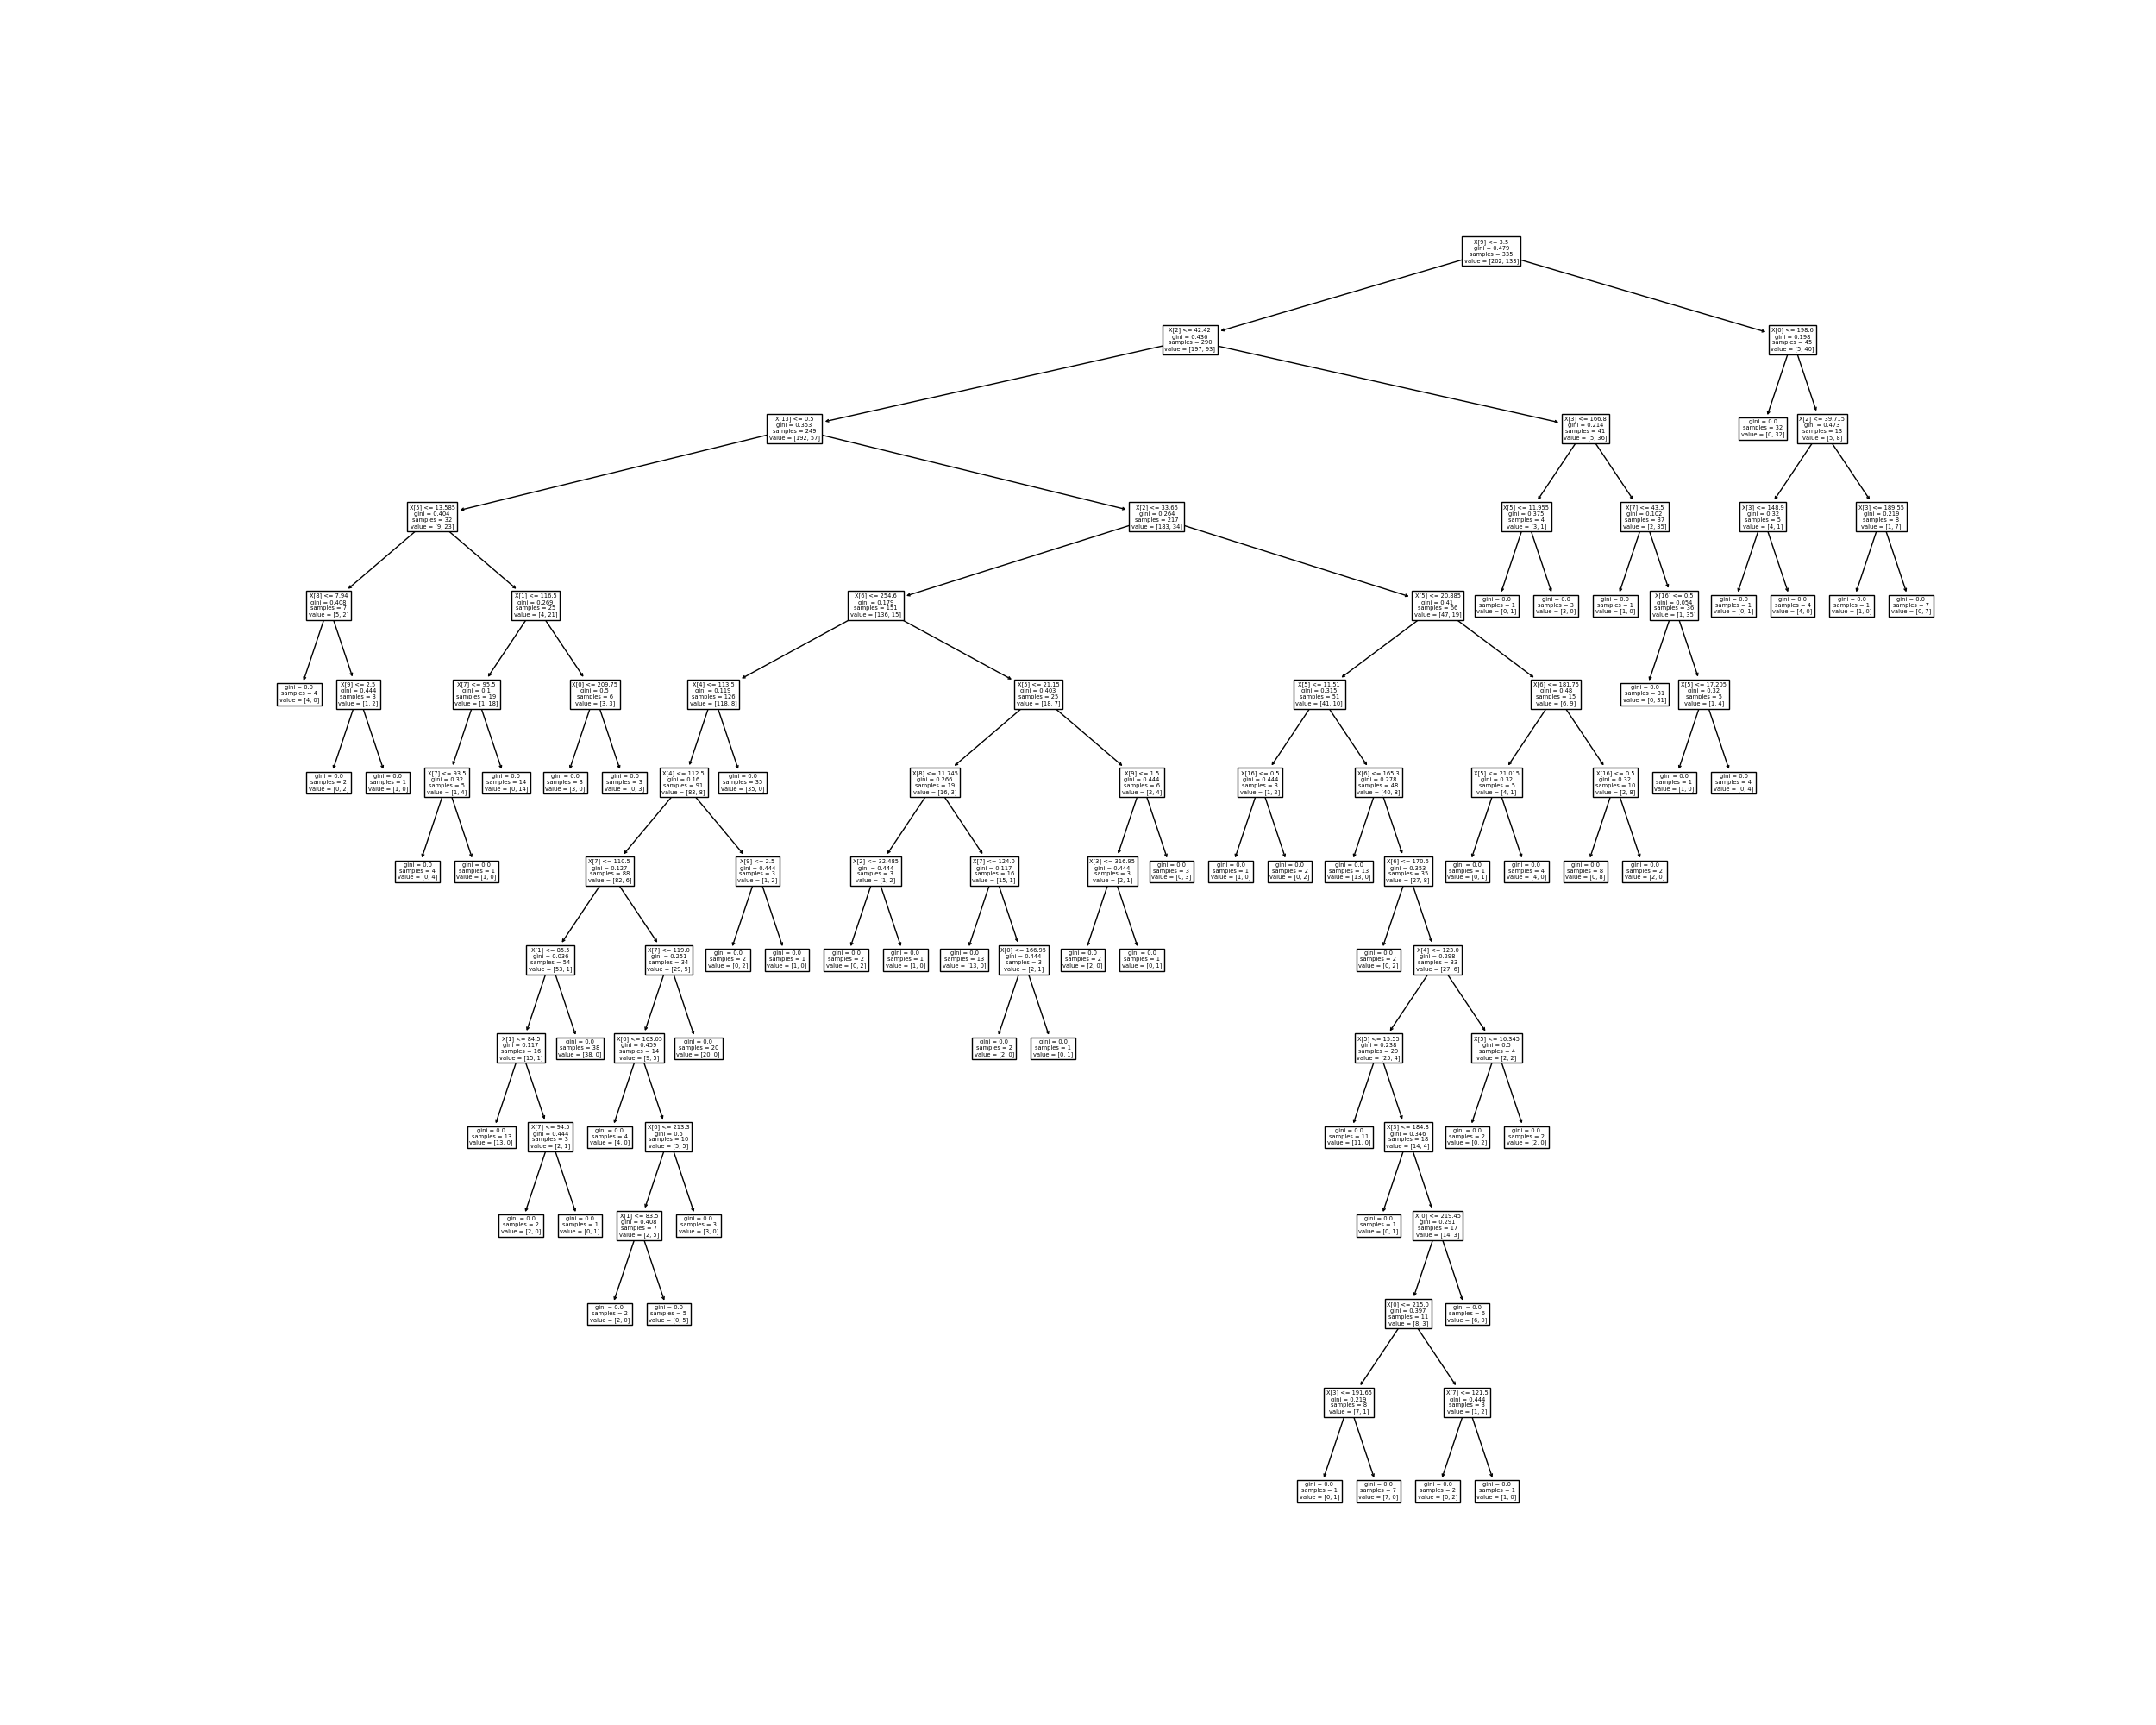 X[9] <= 3.5
gini = 0.479
samples = 335
value = [202, 133]
X[2] <= 42.42
gini = 0.436
samples = 290
value = [197, 93]
X[0] <= 198.6
gini = 0.198
samples = 45
value = [5, 40]
X[13] <= 0.5
gini = 0.353
samples = 249
value = [192, 57]
X[3] <= 166.8
gini = 0.214
samples = 41
value = [5, 36]
gini = 0.0
samples = 32
value = [0, 32]
X[2] <= 39.715
gini = 0.473
samples = 13
value = [5, 8]
X[5] <= 13.585
gini = 0.404
samples = 32
value = [9, 23]
X[2] <= 33.66
gini = 0.264
samples = 217
value = [183, 34]
X[5] <= 11.955
gini = 0.375
samples = 4
value = [3, 1]
X[7] <= 43.5
gini = 0.102
samples = 37
value = [2, 35]
X[3] <= 148.9
gini = 0.32
samples = 5
value = [4, 1]
X[3] <= 189.55
gini = 0.219
samples = 8
value = [1, 7]
X[8] <= 7.94
gini = 0.408
samples = 7
value = [5, 2]
X[1] <= 116.5
gini = 0.269
samples = 25
value = [4, 21]
X[6] <= 254.6
gini = 0.179
samples = 151
value = [136, 15]
X[5] <= 20.885
gini = 0.41
samples = 66
value = [47, 19]
gini = 0.0
samples = 1
value = [0, 1]
gini = 0.0
samples = 3
value = [3, 0]
gini = 0.0
samples = 1
value = [1, 0]
X[16] <= 0.5
gini = 0.054
samples = 36
value = [1, 35]
gini = 0.0
samples = 1
value = [0, 1]
gini = 0.0
samples = 4
value = [4, 0]
gini = 0.0
samples = 1
value = [1, 0]
gini = 0.0
samples = 7
value = [0, 7]
gini = 0.0
samples = 4
value = [4, 0]
X[9] <= 2.5
gini = 0.444
samples = 3
value = [1, 2]
X[7] <= 95.5
gini = 0.1
samples = 19
value = [1, 18]
X[0] <= 209.75
gini = 0.5
samples = 6
value = [3, 3]
X[4] <= 113.5
gini = 0.119
samples = 126
value = [118, 8]
X[5] <= 21.15
gini = 0.403
samples = 25
value = [18, 7]
X[5] <= 11.51
gini = 0.315
samples = 51
value = [41, 10]
X[6] <= 181.75
gini = 0.48
samples = 15
value = [6, 9]
gini = 0.0
samples = 31
value = [0, 31]
X[5] <= 17.205
gini = 0.32
samples = 5
value = [1, 4]
gini = 0.0
samples = 2
value = [0, 2]
gini = 0.0
samples = 1
value = [1, 0]
X[7] <= 93.5
gini = 0.32
samples = 5
value = [1, 4]
gini = 0.0
samples = 14
value = [0, 14]
gini = 0.0
samples = 3
value = [3, 0]
gini = 0.0
samples = 3
value = [0, 3]
X[4] <= 112.5
gini = 0.16
samples = 91
value = [83, 8]
gini = 0.0
samples = 35
value = [35, 0]
X[8] <= 11.745
gini = 0.266
samples = 19
value = [16, 3]
X[9] <= 1.5
gini = 0.444
samples = 6
value = [2, 4]
X[16] <= 0.5
gini = 0.444
samples = 3
value = [1, 2]
X[6] <= 165.3
gini = 0.278
samples = 48
value = [40, 8]
X[5] <= 21.015
gini = 0.32
samples = 5
value = [4, 1]
X[16] <= 0.5
gini = 0.32
samples = 10
value = [2, 8]
gini = 0.0
samples = 1
value = [1, 0]
gini = 0.0
samples = 4
value = [0, 4]
gini = 0.0
samples = 4
value = [0, 4]
gini = 0.0
samples = 1
value = [1, 0]
X[7] <= 110.5
gini = 0.127
samples = 88
value = [82, 6]
X[9] <= 2.5
gini = 0.444
samples = 3
value = [1, 2]
X[2] <= 32.485
gini = 0.444
samples = 3
value = [1, 2]
X[7] <= 124.0
gini = 0.117
samples = 16
value = [15, 1]
X[3] <= 316.95
gini = 0.444
samples = 3
value = [2, 1]
gini = 0.0
samples = 3
value = [0, 3]
gini = 0.0
samples = 1
value = [1, 0]
gini = 0.0
samples = 2
value = [0, 2]
gini = 0.0
samples = 13
value = [13, 0]
X[6] <= 170.6
gini = 0.353
samples = 35
value = [27, 8]
gini = 0.0
samples = 1
value = [0, 1]
gini = 0.0
samples = 4
value = [4, 0]
gini = 0.0
samples = 8
value = [0, 8]
gini = 0.0
samples = 2
value = [2, 0]
X[1] <= 85.5
gini = 0.036
samples = 54
value = [53, 1]
X[7] <= 119.0
gini = 0.251
samples = 34
value = [29, 5]
gini = 0.0
samples = 2
value = [0, 2]
gini = 0.0
samples = 1
value = [1, 0]
gini = 0.0
samples = 2
value = [0, 2]
gini = 0.0
samples = 1
value = [1, 0]
gini = 0.0
samples = 13
value = [13, 0]
X[0] <= 166.95
gini = 0.444
samples = 3
value = [2, 1]
gini = 0.0
samples = 2
value = [2, 0]
gini = 0.0
samples = 1
value = [0, 1]
gini = 0.0
samples = 2
value = [0, 2]
X[4] <= 123.0
gini = 0.298
samples = 33
value = [27, 6]
X[1] <= 84.5
gini = 0.117
samples = 16
value = [15, 1]
gini = 0.0
samples = 38
value = [38, 0]
X[6] <= 163.05
gini = 0.459
samples = 14
value = [9, 5]
gini = 0.0
samples = 20
value = [20, 0]
gini = 0.0
samples = 2
value = [2, 0]
gini = 0.0
samples = 1
value = [0, 1]
X[5] <= 15.55
gini = 0.238
samples = 29
value = [25, 4]
X[5] <= 16.345
gini = 0.5
samples = 4
value = [2, 2]
gini = 0.0
samples = 13
value = [13, 0]
X[7] <= 94.5
gini = 0.444
samples = 3
value = [2, 1]
gini = 0.0
samples = 4
value = [4, 0]
X[6] <= 213.3
gini = 0.5
samples = 10
value = [5, 5]
gini = 0.0
samples = 11
value = [11, 0]
X[3] <= 184.8
gini = 0.346
samples = 18
value = [14, 4]
gini = 0.0
samples = 2
value = [0, 2]
gini = 0.0
samples = 2
value = [2, 0]
gini = 0.0
samples = 2
value = [2, 0]
gini = 0.0
samples = 1
value = [0, 1]
X[1] <= 83.5
gini = 0.408
samples = 7
value = [2, 5]
gini = 0.0
samples = 3
value = [3, 0]
gini = 0.0
samples = 1
value = [0, 1]
X[0] <= 219.45
gini = 0.291
samples = 17
value = [14, 3]
gini = 0.0
samples = 2
value = [2, 0]
gini = 0.0
samples = 5
value = [0, 5]
X[0] <= 215.0
gini = 0.397
samples = 11
value = [8, 3]
gini = 0.0
samples = 6
value = [6, 0]
X[3] <= 191.65
gini = 0.219
samples = 8
value = [7, 1]
X[7] <= 121.5
gini = 0.444
samples = 3
value = [1, 2]
gini = 0.0
samples = 1
value = [0, 1]
gini = 0.0
samples = 7
value = [7, 0]
gini = 0.0
samples = 2
value = [0, 2]
gini = 0.0
samples = 1
value = [1, 0]